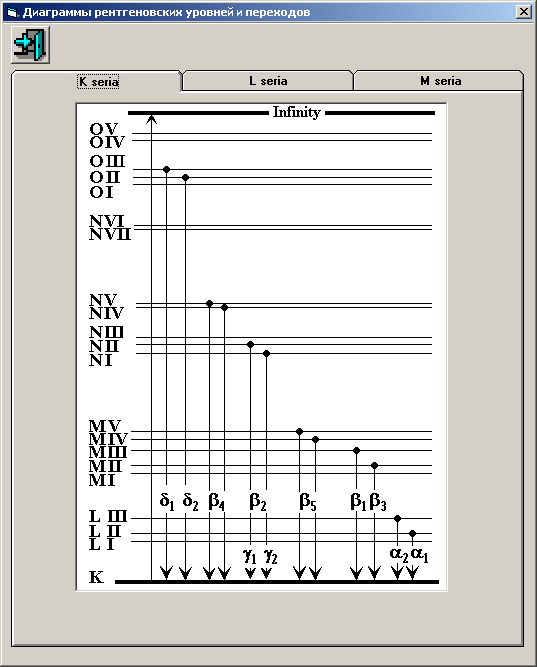 Диаграммы рентгеновских уровней и переходов
K seria
L seria
M seria
Infinity
O V
O IV
O III
O II
O I
N VI
N VII
N V
N IV
N III
N II
N I
M V
M IV
M III
M II
M I
δ1 δ2 β4 β2 β5 β1 β3
L III
L II
L I
γ1 γ2 α2 α1
K